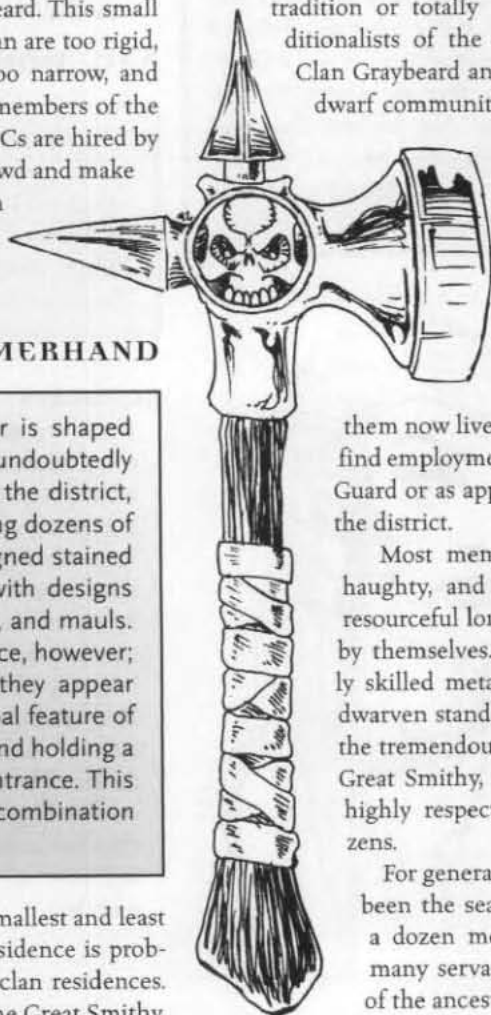 eard. This small
an are too rigid,
oo narrow, and
members of the
Cs are hired by
wd and make
MERHAND
r is shaped
undoubtedly
the district,
ng dozens of
gned stained
with designs
, and mauls.
ce, however;
they appear
al feature of
nd holding a
ntrance. This
combination
mallest and least
sidence is prob-
clan residences.
he Great Smithy,
tradition or totally
ditionalists of the
Clan Graybeard an
dwarf communit
them now live
find employme
Guard or as app
the district.
Most mem
haughty, and
resourceful lon
by themselves.
ly skilled meta
dwarven stand
the tremendou
Great Smithy,
highly respec
zens.
For genera
been the sea
a dozen me
many serva
of the ances